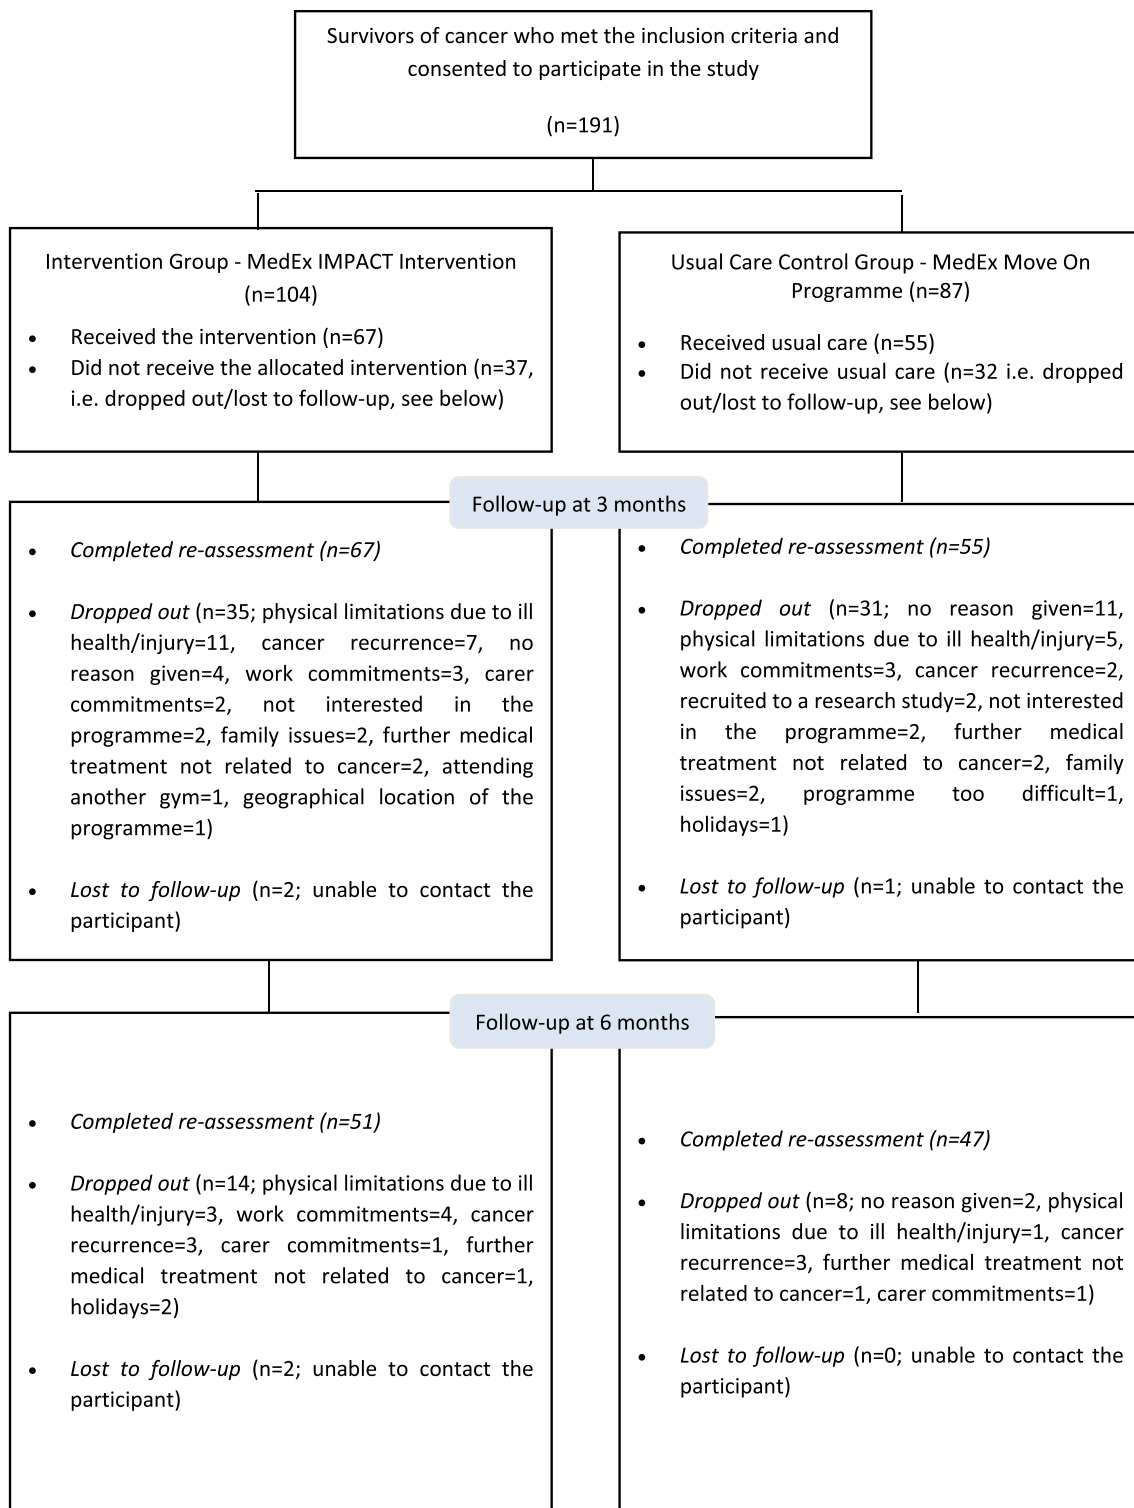 Survivors of cancer who met the inclusion criteria and
consented to participate in the study
(n=191)
Intervention Group - MedEx IMPACT Intervention
(n=104)
• Received the intervention (n=67)
• Did not receive the allocated intervention (n=37,
i.e. dropped out/lost to follow-up, see below)
Usual Care Control Group - MedEx Move On
Programme (n=87)
• Received usual care (n=55)
• Did not receive usual care (n=32 i.e. dropped
out/lost to follow-up, see below)
Follow-up at 3 months
• Completed re-assessment (n=67)
• Dropped out (n=35; physical limitations due to ill
health/injury=11, cancer recurrence=7, no
reason given=4, work commitments=3, carer
commitments=2, not interested in the
programme=2, family issues=2, further medical
treatment not related to cancer=2, attending
another gym=1, geographical location of the
programme=1)
• Lost to follow-up (n=2; unable to contact the
participant)
• Completed re-assessment (n=55)
• Dropped out (n=31; no reason given=11,
physical limitations due to ill health/injury=5,
work commitments=3, cancer recurrence=2,
recruited to a research study=2, not interested
in the programme=2, further medical
treatment not related to cancer=2, family
issues=2, programme too difficult=1,
holidays=1)
• Lost to follow-up (n=1; unable to contact the
participant)
Follow-up at 6 months
• Completed re-assessment (n=51)
• Dropped out (n=14; physical limitations due to ill
health/injury=3, work commitments=4, cancer
recurrence=3, carer commitments=1, further
medical treatment not related to cancer=1,
holidays=2)
• Lost to follow-up (n=2; unable to contact the
participant)
• Completed re-assessment (n=47)
• Dropped out (n=8; no reason given=2, physical
limitations due to ill health/injury=1, cancer
recurrence=3, further medical treatment not
related to cancer=1, carer commitments=1)
• Lost to follow-up (n=0; unable to contact the
participant)